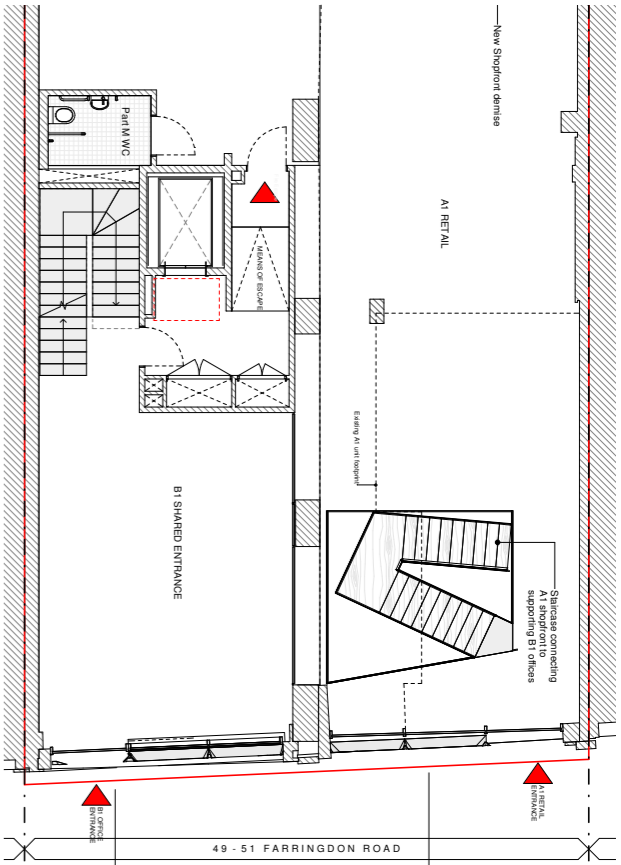 New Shopfront demise
Part M WC
A1 RETAIL
MEANS OF ESCAPE
Existing A1 unit footprint
B1 SHARED ENTRANCE
Staircase connecting
A1 shopfront to
supporting B1 offices
B1 OFFICE
ENTRANCE
A1 RETAIL
ENTRANCE
49 - 51 FARRINGDON ROAD